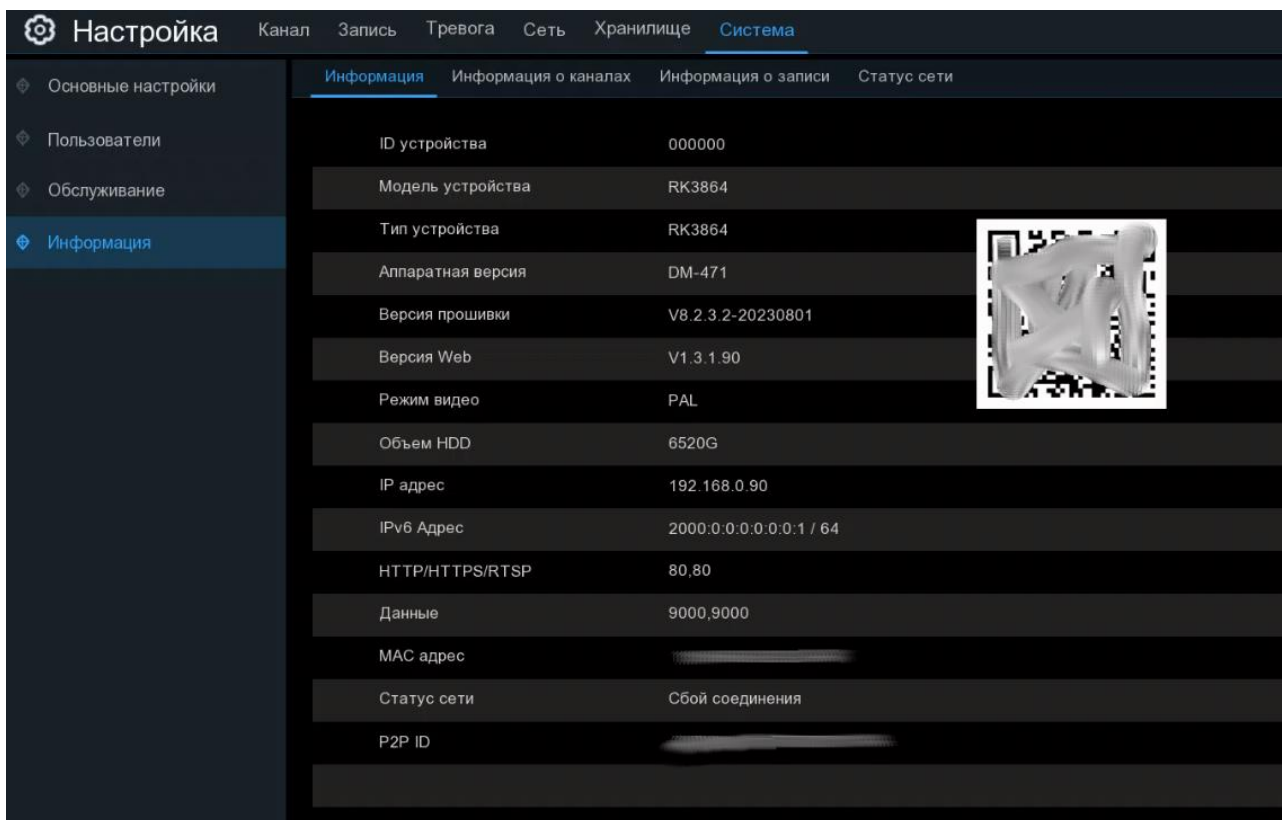 Настройка Канал Запись Тревога Сеть Хранилище Система
Информация Информация о каналах Информация о записи Статус сети
Основные настройки
Пользователи
Обслуживание
Информация
ID устройства 000000
Модель устройства RK3864
Тип устройства RK3864
Аппаратная версия DM-471
Версия прошивки V8.2.3.2-20230801
Версия Web V1.3.1.90
Режим видео PAL
Объем HDD 6520G
IP адрес 192.168.0.90
IPv6 Адрес 2000:0:0:0:0:0:0:1 / 64
HTTP/HTTPS/RTSP 80,80
Данные 9000,9000
MAC адрес
Статус сети Сбой соединения
P2P ID